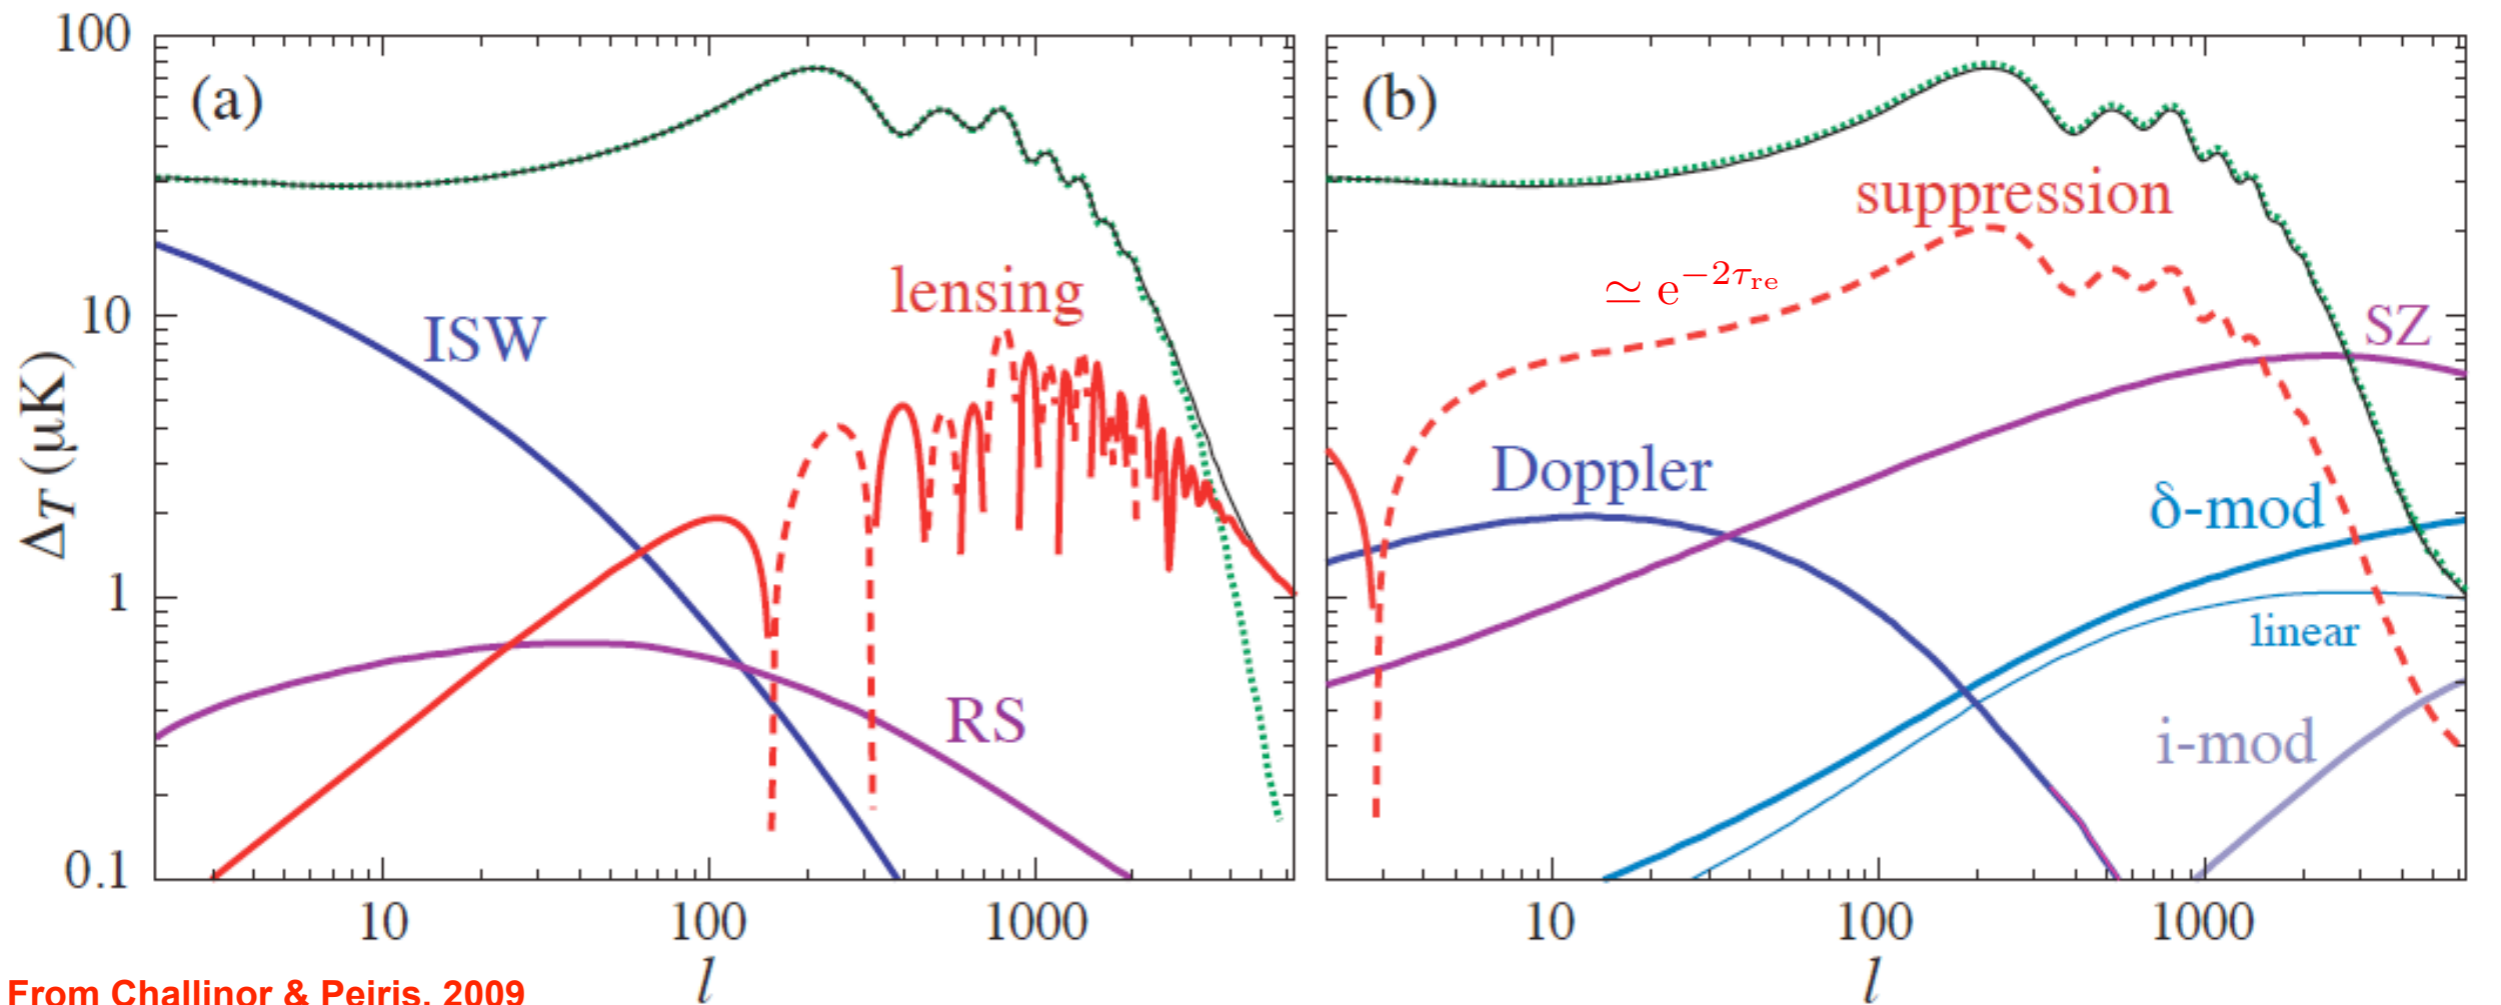 100
10
1
0.1
Δ_T (μK)
(a)
ISW
lensing
RS
10 100 1000
l
(b)
suppression
≃ e^{−2τ_re}
SZ
Doppler
δ-mod
linear
i-mod
10 100 1000
l
From Challinor & Peiris, 2009